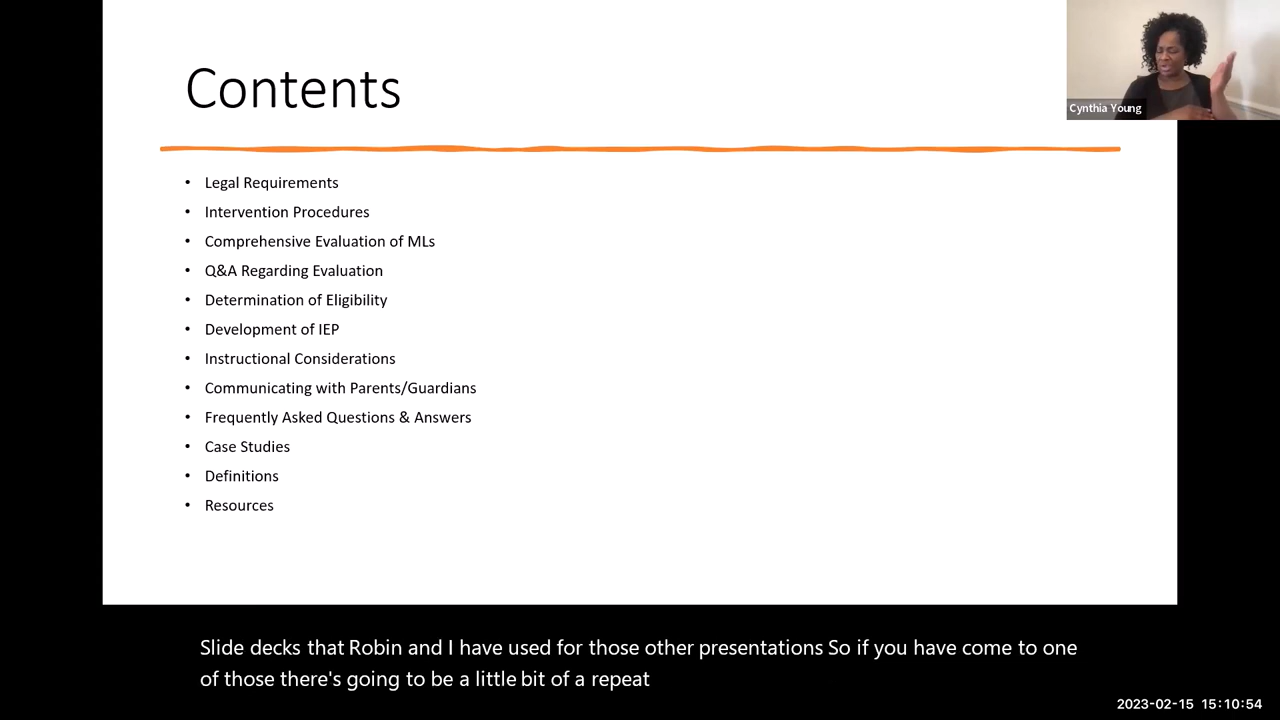 Contents
Cynthia Young
• Legal Requirements
• Intervention Procedures
• Comprehensive Evaluation of MLs
• Q&A Regarding Evaluation
• Determination of Eligibility
• Development of IEP
• Instructional Considerations
• Communicating with Parents/Guardians
• Frequently Asked Questions & Answers
• Case Studies
• Definitions
• Resources
Slide decks that Robin and I have used for those other presentations So if you have come to one
of those there's going to be a little bit of a repeat
2023-02-15 15:10:54